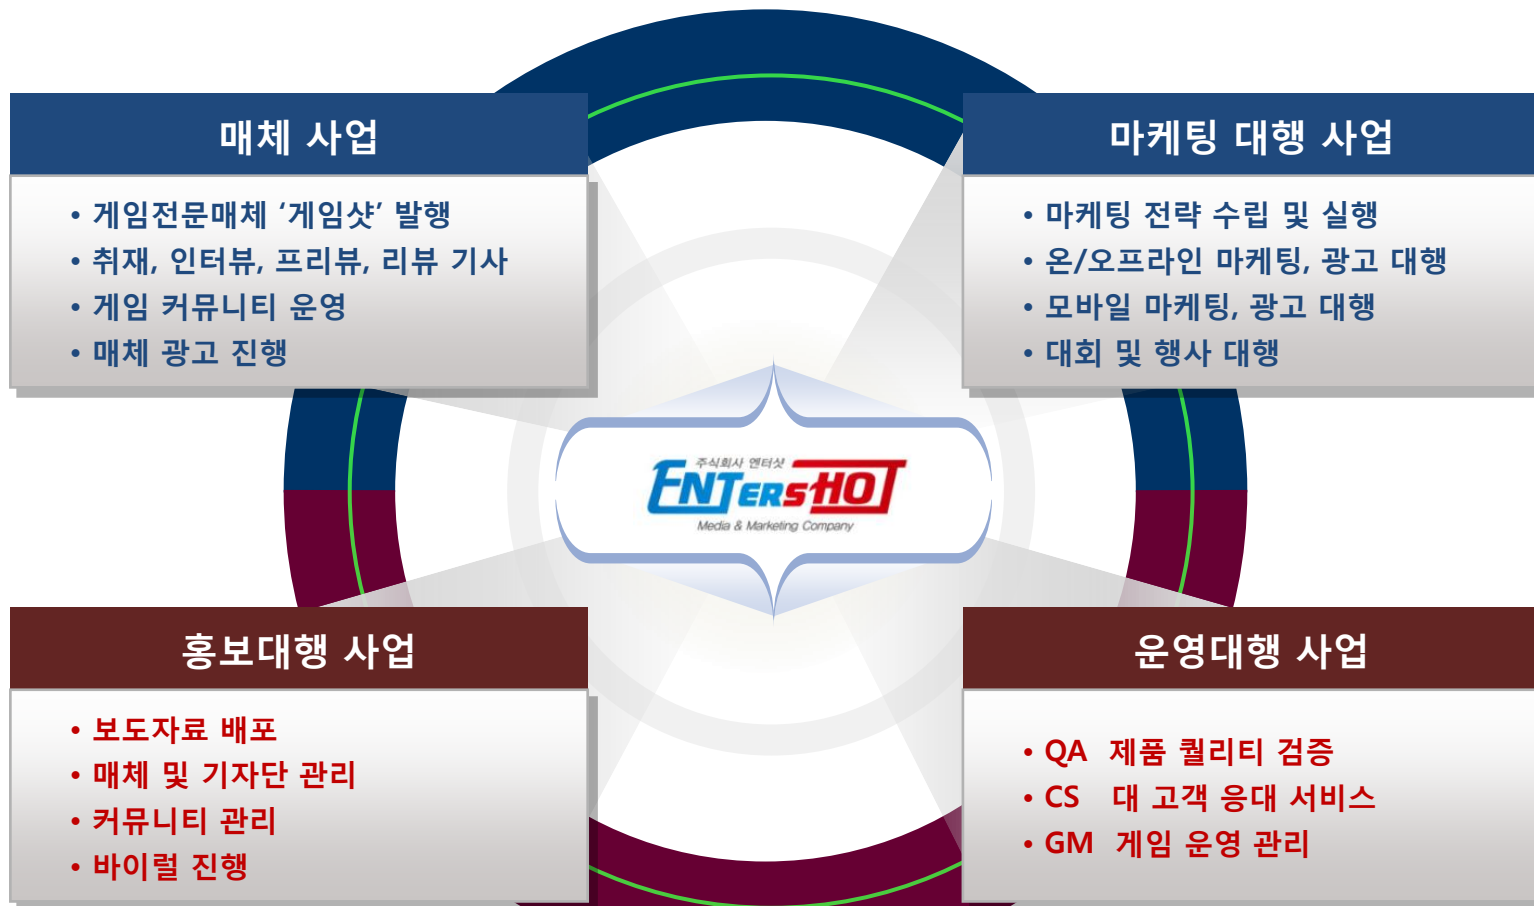 매체 사업
• 게임전문매체 ‘게임샷’ 발행
• 취재, 인터뷰, 프리뷰, 리뷰 기사
• 게임 커뮤니티 운영
• 매체 광고 진행
마케팅 대행 사업
• 마케팅 전략 수립 및 실행
• 온/오프라인 마케팅, 광고 대행
• 모바일 마케팅, 광고 대행
• 대회 및 행사 대행
주식회사 엔터샷
ENTERSHOT
Media & Marketing Company
홍보대행 사업
• 보도자료 배포
• 매체 및 기자단 관리
• 커뮤니티 관리
• 바이럴 진행
운영대행 사업
• QA 제품 퀄리티 검증
• CS 대 고객 응대 서비스
• GM 게임 운영 관리